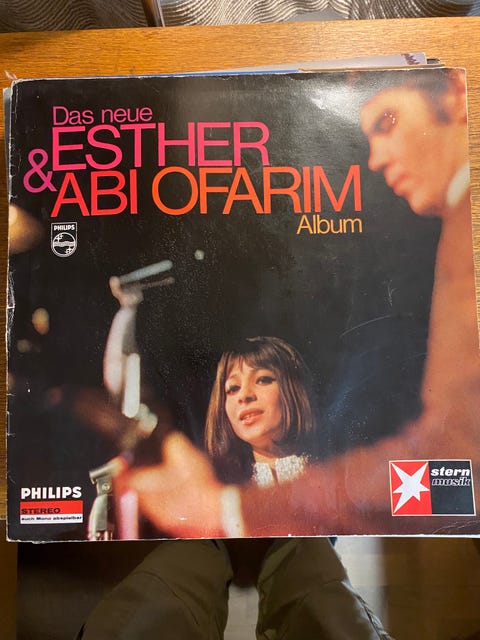 Das neue
ESTHER
& ABI OFARIM
Album
PHILIPS
PHILIPS
STEREO
auch Mono abspielbar
stern
musik